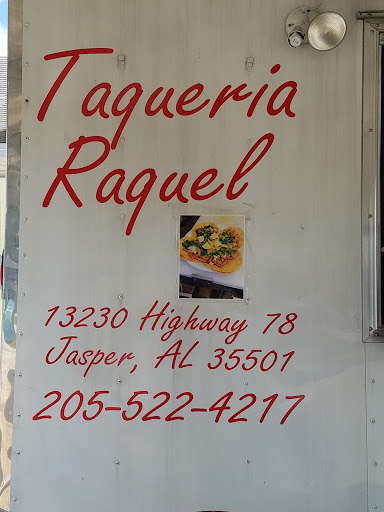 Taqueria
Raquel
13230 Highway 78
Jasper, AL 35501
205-522-4217